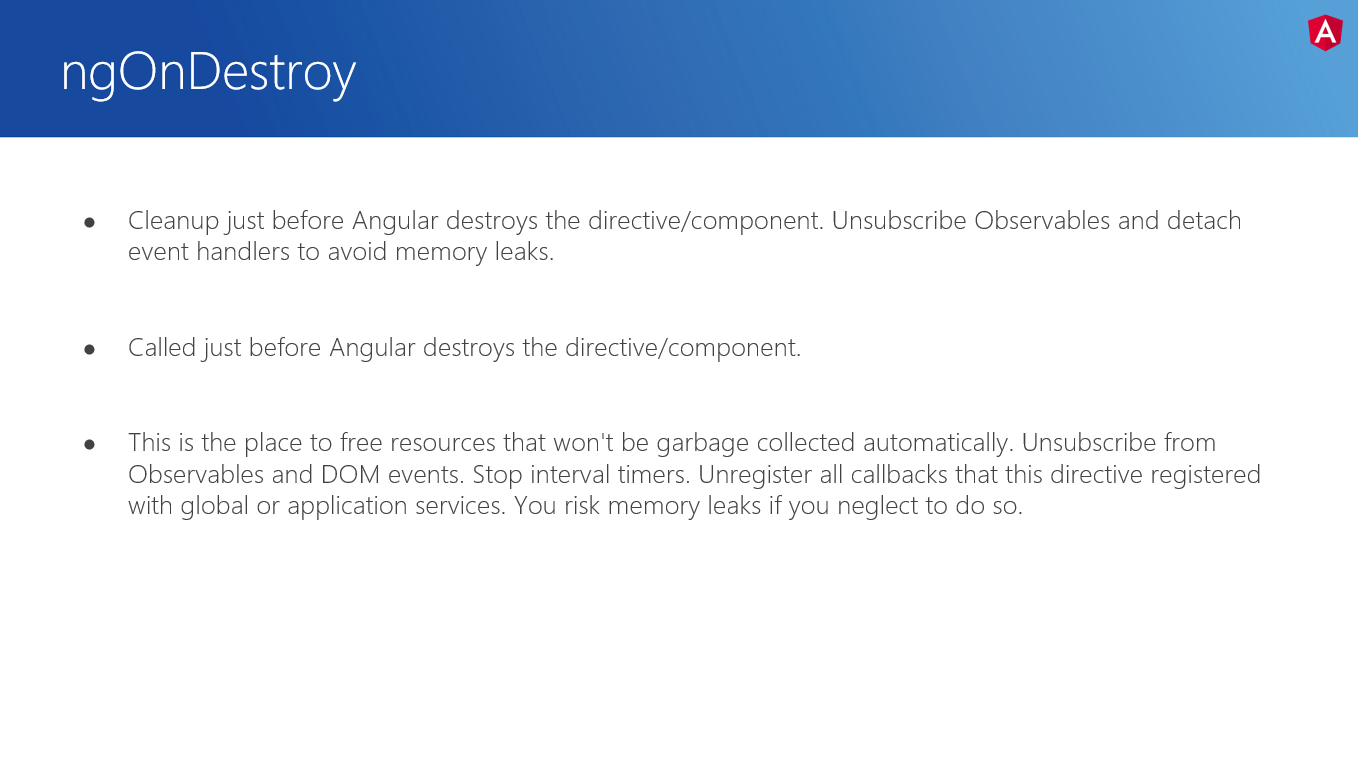 ngOnDestroy
● Cleanup just before Angular destroys the directive/component. Unsubscribe Observables and detach
event handlers to avoid memory leaks.
● Called just before Angular destroys the directive/component.
● This is the place to free resources that won't be garbage collected automatically. Unsubscribe from
Observables and DOM events. Stop interval timers. Unregister all callbacks that this directive registered
with global or application services. You risk memory leaks if you neglect to do so.